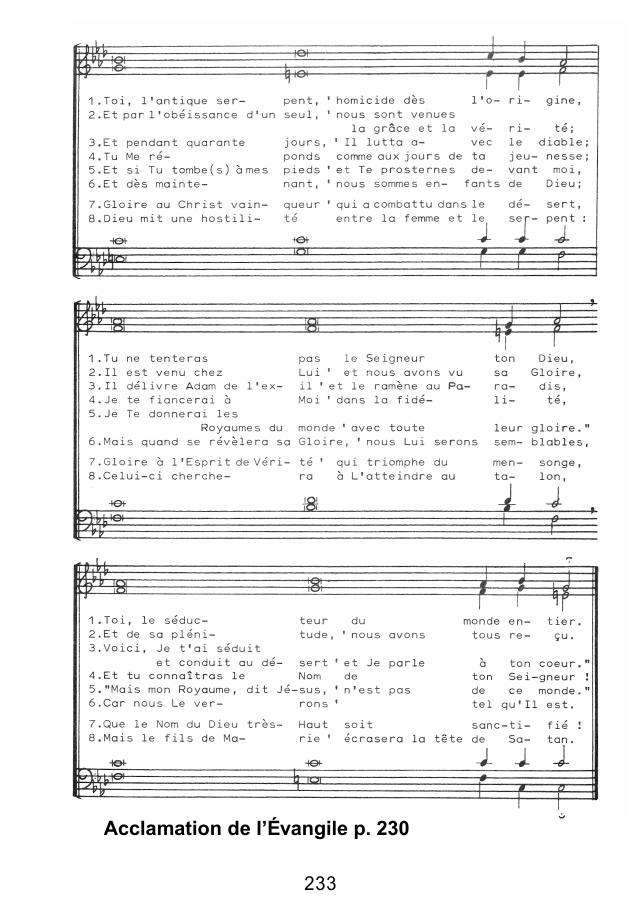 1.Toi, l'antique ser- pent, ' homicide dès l'o- ri- gine,
2.Et par l'obéissance d'un seul, ' nous sont venues
la grâce et la vé- ri- té;
3.Et pendant quarante jours, ' Il lutta a- vec le diable;
4.Tu Me ré- ponds comme aux jours de ta jeu- nesse;
5.Et si Tu tombe(s) à mes pieds ' et Te prosternes de- vant moi,
6.Et dès mainte- nant, ' nous sommes en- fants de Dieu;
7.Gloire au Christ vain- queur ' qui a combattu dans le dé- sert,
8.Dieu mit une hostili- té entre la femme et le ser- pent :
1.Tu ne tenteras pas le Seigneur ton Dieu,
2.Il est venu chez Lui ' et nous avons vu sa Gloire,
3.Il délivre Adam de l'ex- il ' et le ramène au Pa- ra- dis,
4.Je te fiancerai à Moi ' dans la fidé- li- té,
5.Je Te donnerai les
Royaumes du monde ' avec toute leur gloire."
6.Mais quand se révèlera sa Gloire, ' nous Lui serons sem- blables,
7.Gloire à l'Esprit de Véri- té ' qui triomphe du men- songe,
8.Celui-ci cherche- ra à L'atteindre au ta- lon,
1.Toi, le séduc- teur du monde en- tier.
2.Et de sa pléni- tude, ' nous avons tous re- çu.
3.Voici, Je t'ai séduit
et conduit au dé- sert ' et Je parle à ton coeur."
4.Et tu connaîtras le Nom de ton Sei-gneur !
5."Mais mon Royaume, dit Jé-sus, ' n'est pas de ce monde."
6.Car nous Le ver- rons ' tel qu'Il est.
7.Que le Nom du Dieu très- Haut soit sanc-ti- fié !
8.Mais le fils de Ma- rie ' écrasera la tête de Sa- tan.
Acclamation de l'Évangile p. 230
233